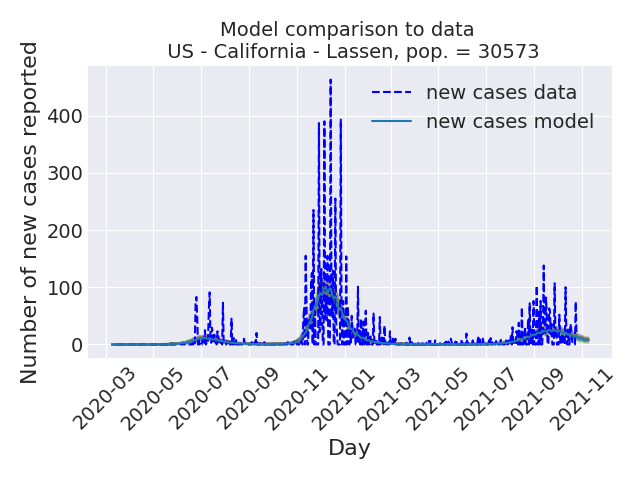 Model comparison to data
US - California - Lassen, pop. = 30573
Number of new cases reported
400
300
200
100
0
new cases data
new cases model
2020-03
2020-05
2020-07
2020-09
2020-11
2021-01
2021-03
2021-05
2021-07
2021-09
2021-11
Day